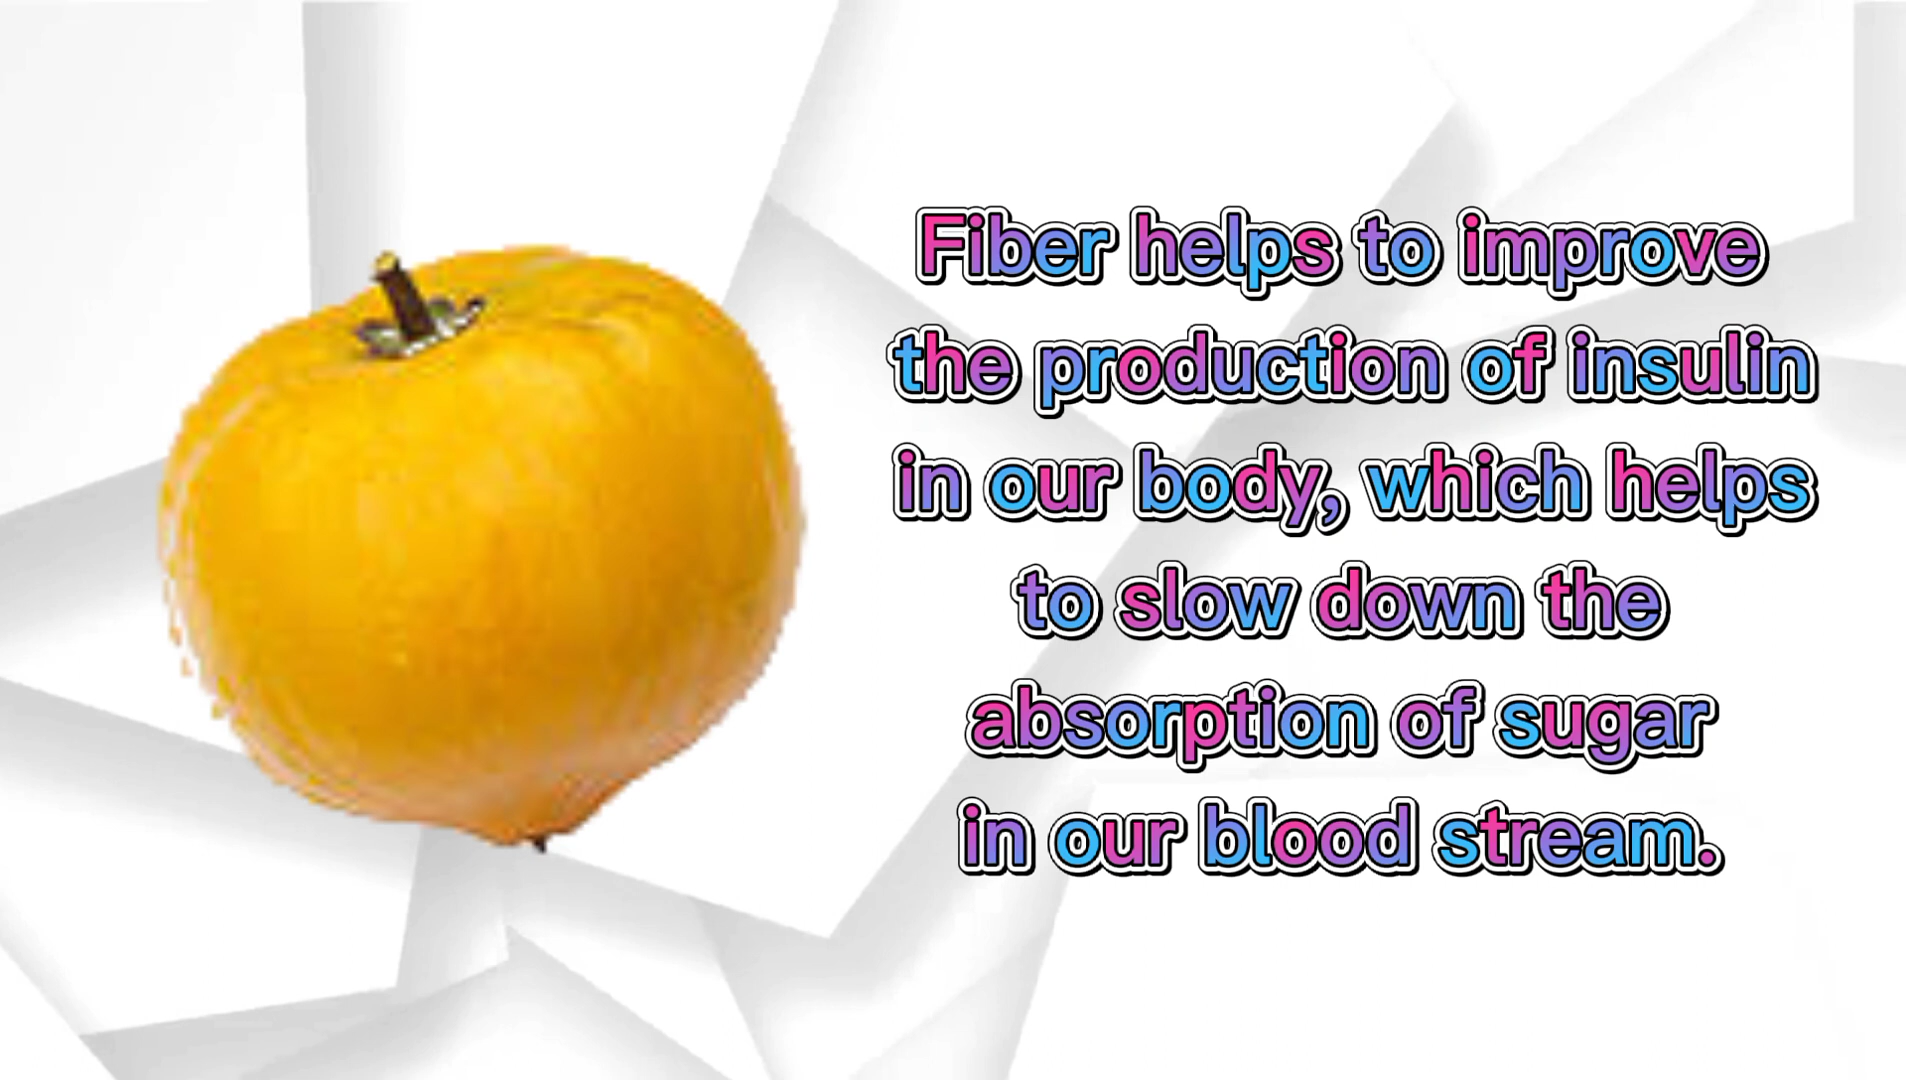 Fiber helps to improve
the production of insulin
in our body, which helps
to slow down the
absorption of sugar
in our blood stream.